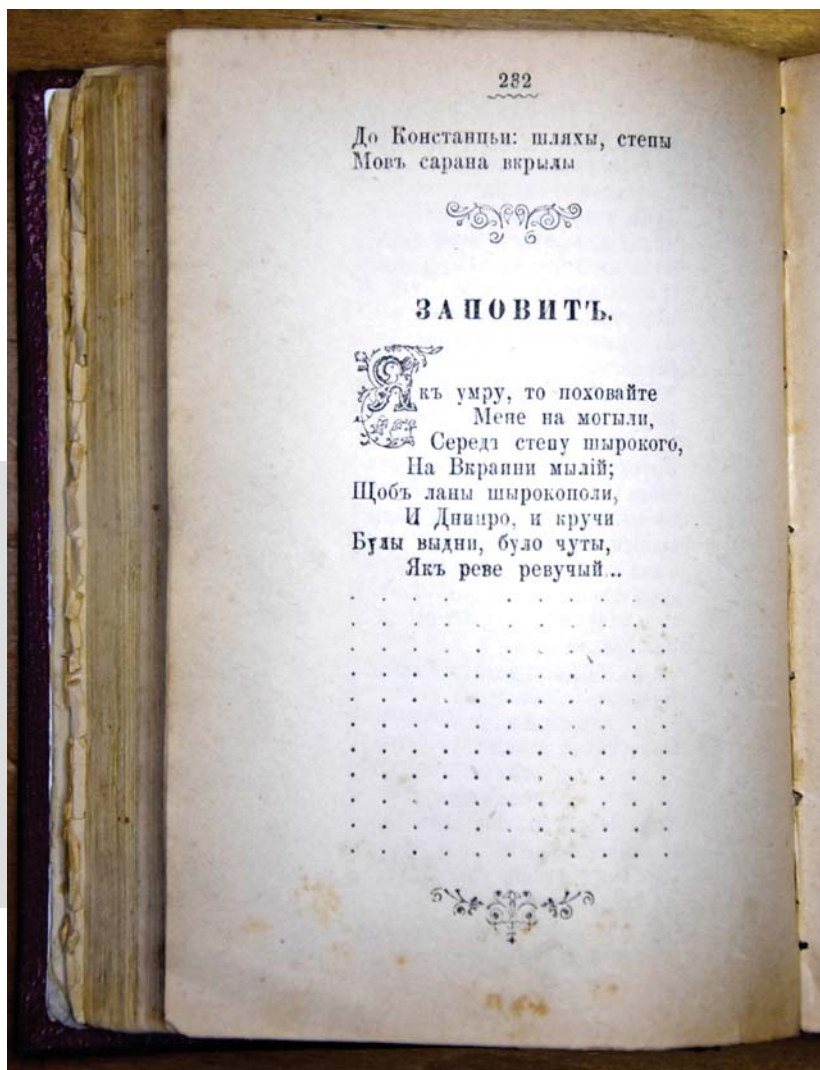 232
До Констанцьи: шляхы, степы
Мовъ сарана вкрылы
ЗАПОВИТЪ.
Якъ умру, то поховайте
Мене на могыли,
Середъ степу шырокого,
На Вкраини мылій;
Щобъ ланы шырокополи,
И Днипро, и кручи
Булы выдни, було чуты,
Якъ реве ревучый...
. . . . . . . . . . .
. . . . . . . . . . .
. . . . . . . . . . .
. . . . . . . . . . .
. . . . . . . . . . .
. . . . . . . . . . .
. . . . . . . . . . .
. . . . . . . . . . .
. . . . . . . . . . .
. . . . . . . . . . .
. . . . . . . . . . .